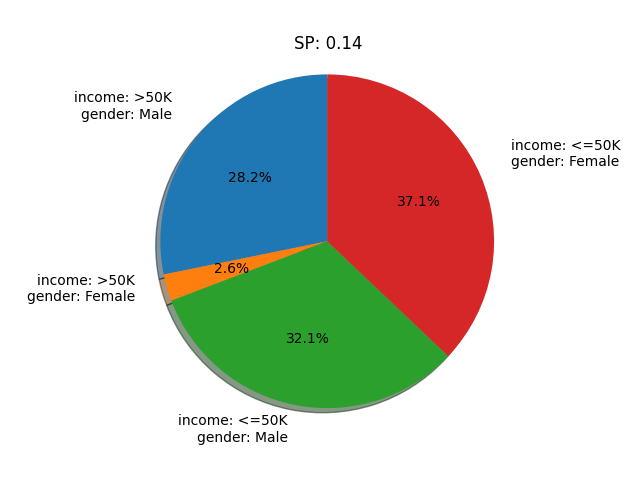 SP: 0.14
income: >50K
gender: Male
28.2%
income: <=50K
gender: Female
37.1%
income: >50K
gender: Female
2.6%
32.1%
income: <=50K
gender: Male